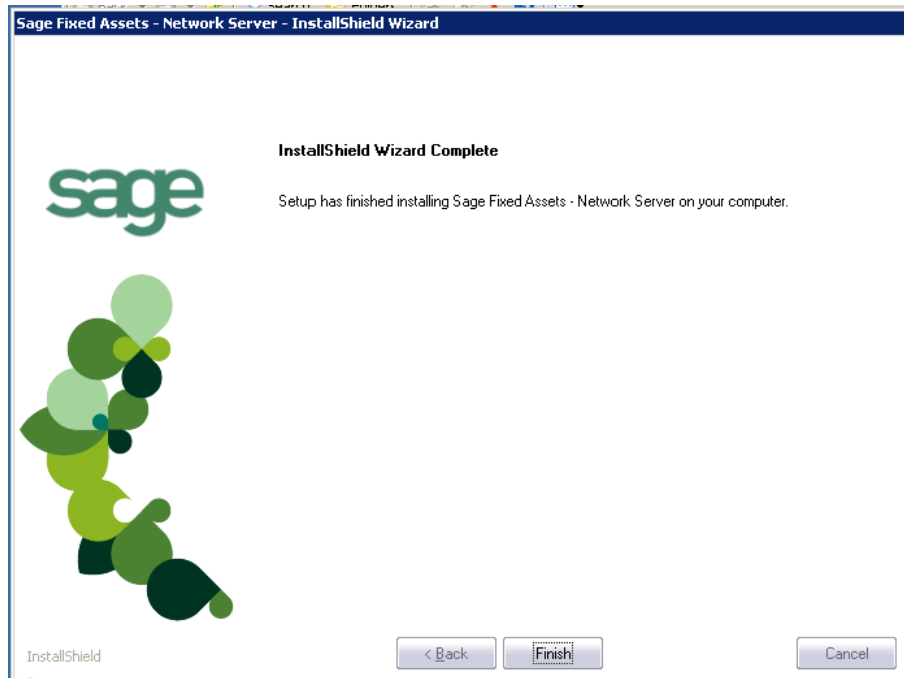 Sage Fixed Assets - Network Server - InstallShield Wizard
InstallShield Wizard Complete
sage
Setup has finished installing Sage Fixed Assets - Network Server on your computer.
InstallShield
< Back
Finish
Cancel